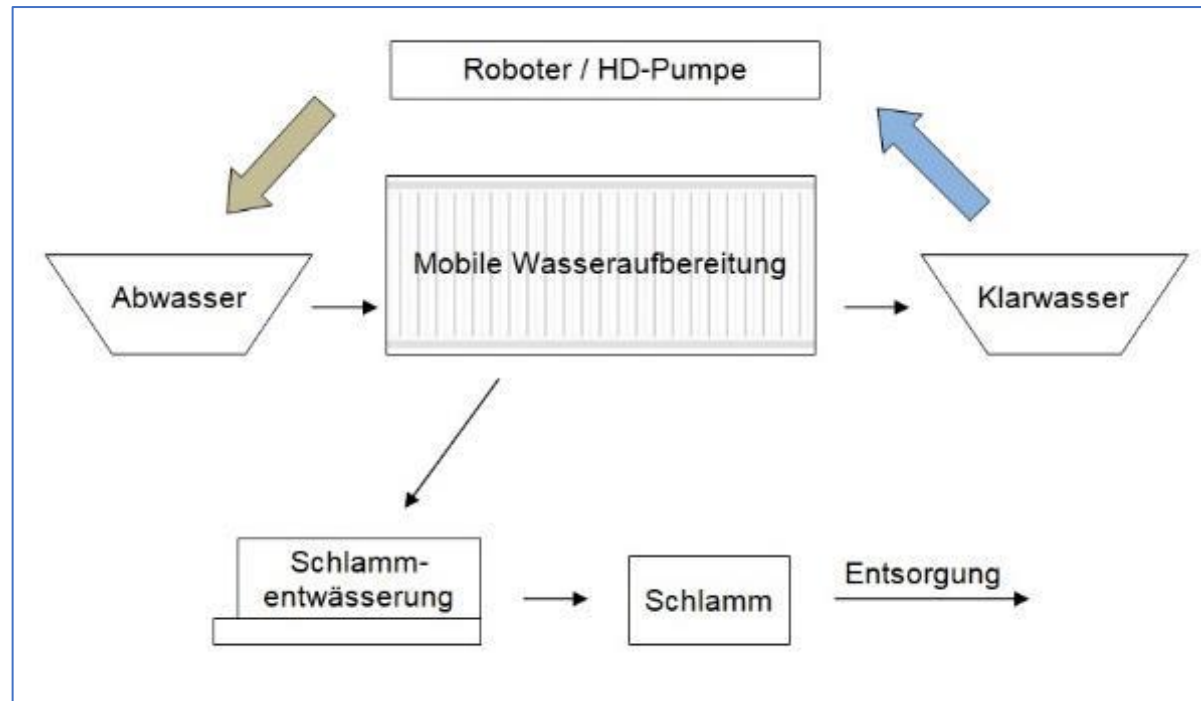 Roboter / HD-Pumpe
Abwasser
Mobile Wasseraufbereitung
Klarwasser
Schlamm-
entwässerung
Schlamm
Entsorgung